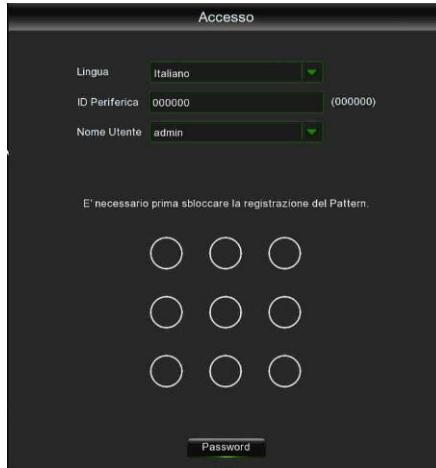 Accesso
Lingua Italiano
ID Periferica 000000 (000000)
Nome Utente admin
E' necessario prima sbloccare la registrazione del Pattern.
Password